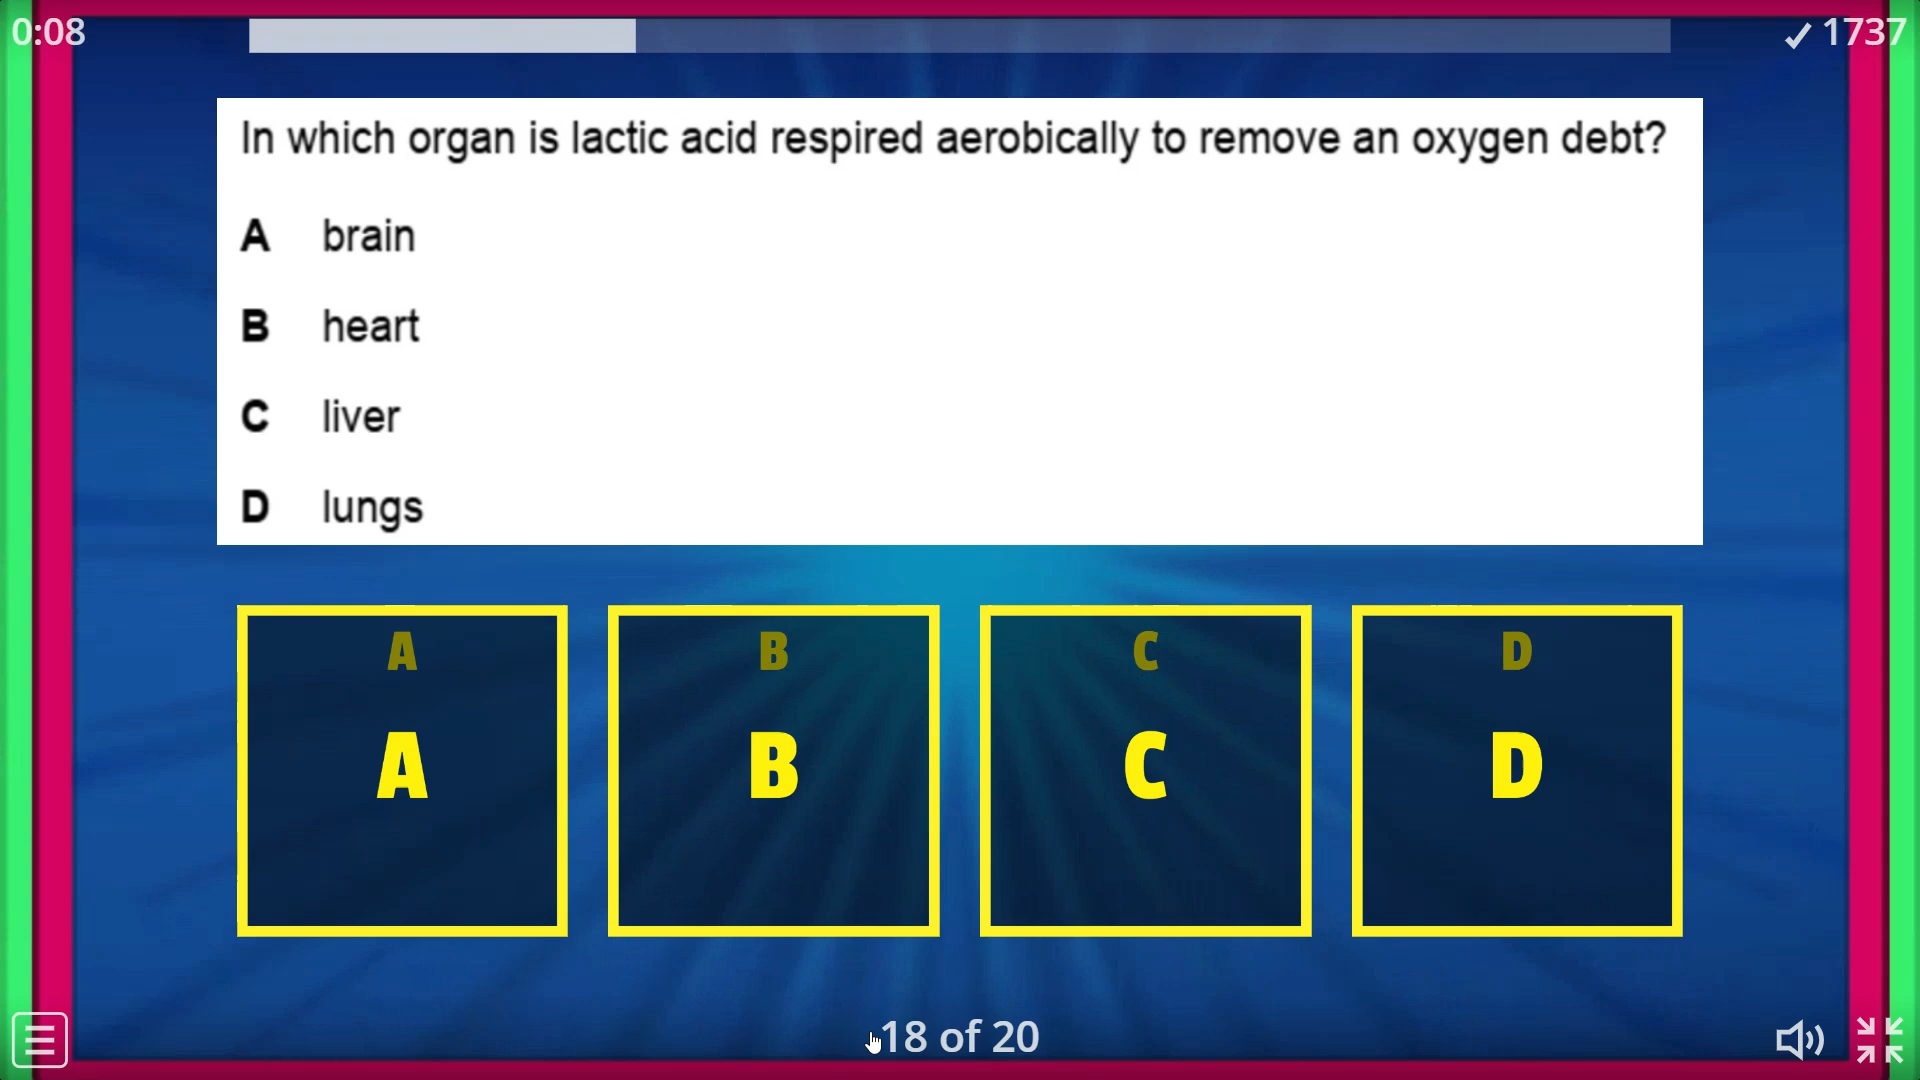 0:08
✓ 1737
In which organ is lactic acid respired aerobically to remove an oxygen debt?
A brain
B heart
C liver
D lungs
A B C D
A B C D
18 of 20